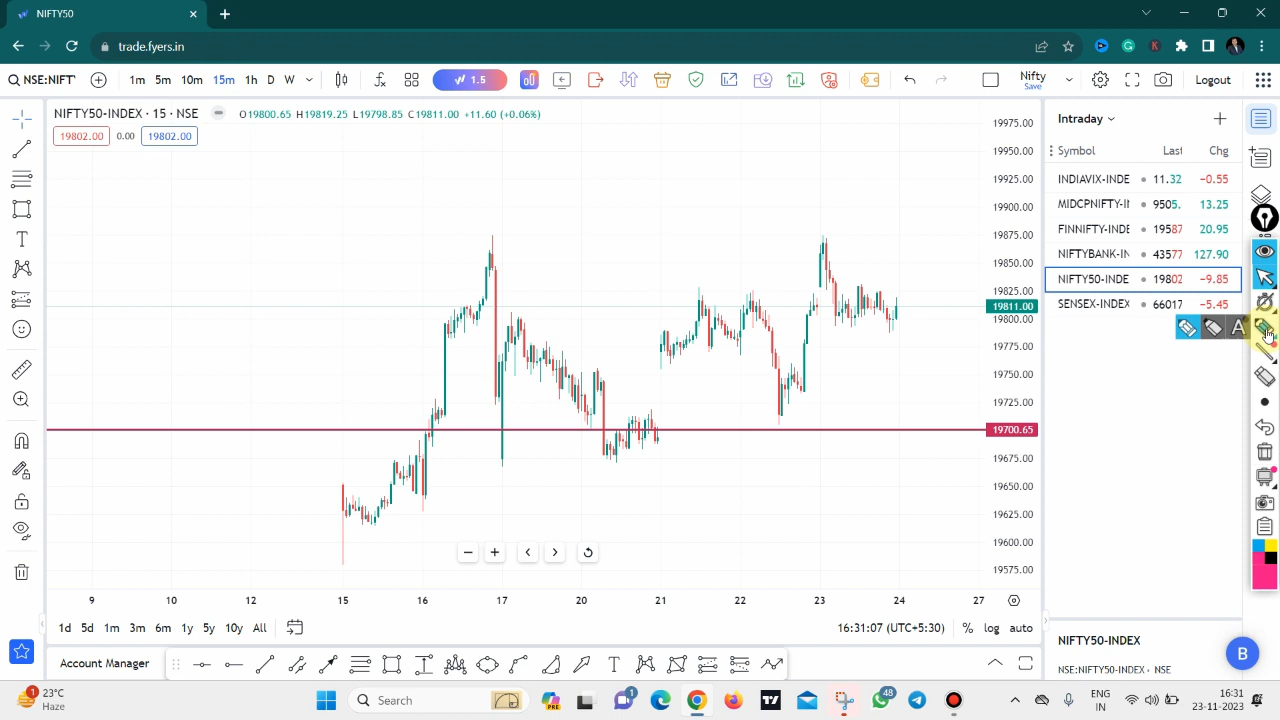 NIFTY50
trade.fyers.in
NSE:NIFT
1m 5m 10m 15m 1h D W
1.5
Nifty
Save
Logout
NIFTY50-INDEX · 15 · NSE
O19800.65 H19819.25 L19798.85 C19811.00 +11.60 (+0.06%)
19802.00 0.00 19802.00
19975.00
19950.00
19925.00
19900.00
19875.00
19850.00
19825.00
19811.00
19800.00
19775.00
19750.00
19725.00
19700.65
19675.00
19650.00
19625.00
19600.00
19575.00
9 10 12 15 16 17 20 21 22 23 24 27
1d 5d 1m 3m 6m 1y 5y 10y All
16:31:07 (UTC+5:30) % log auto
Account Manager
T
Intraday
Symbol Last Chg
INDIAVIX-INDE 11.32 −0.55
MIDCPNIFTY-II 9505. 13.25
FINNIFTY-INDE 19587 20.95
NIFTYBANK-IN 43577 127.90
NIFTY50-INDE 19802 −9.85
SENSEX-INDEX 66017 −5.45
A
NIFTY50-INDEX
NSE:NIFTY50-INDEX • NSE
B
1
23°C
Haze
Search
PRE
1
48
ENG
IN
16:31
23-11-2023